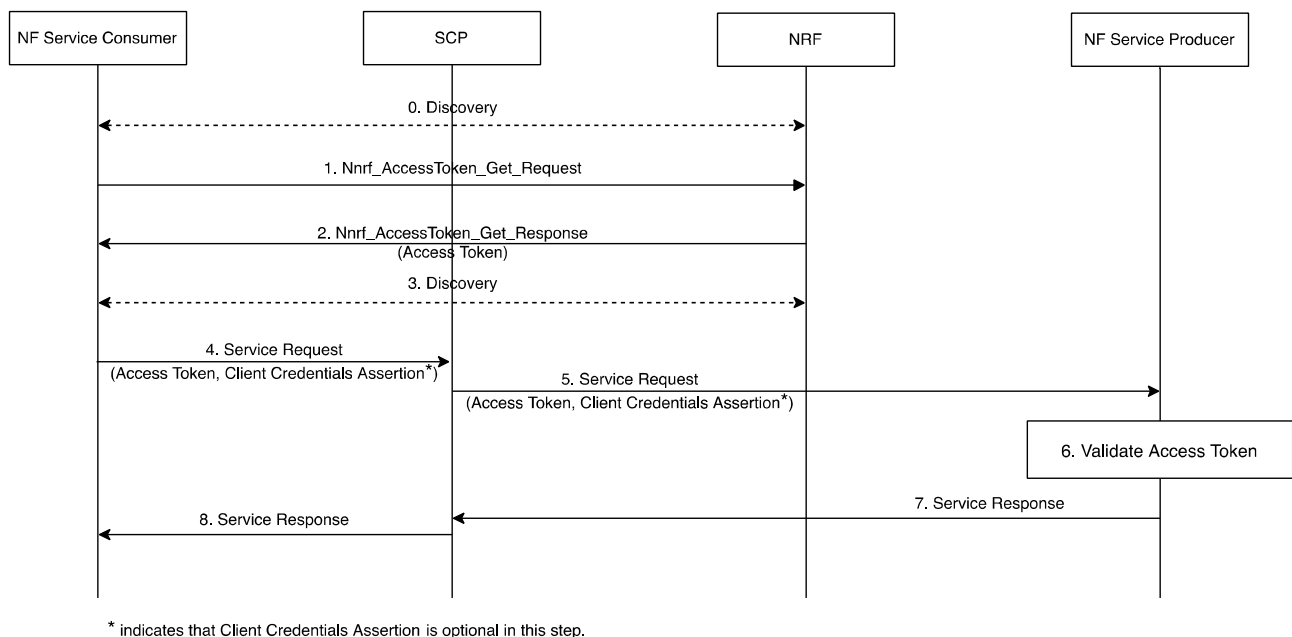 NF Service Consumer
SCP
NRF
NF Service Producer
0. Discovery
1. Nnrf_AccessToken_Get_Request
2. Nnrf_AccessToken_Get_Response
(Access Token)
3. Discovery
4. Service Request
(Access Token, Client Credentials Assertion*)
5. Service Request
(Access Token, Client Credentials Assertion*)
6. Validate Access Token
7. Service Response
8. Service Response
* indicates that Client Credentials Assertion is optional in this step.